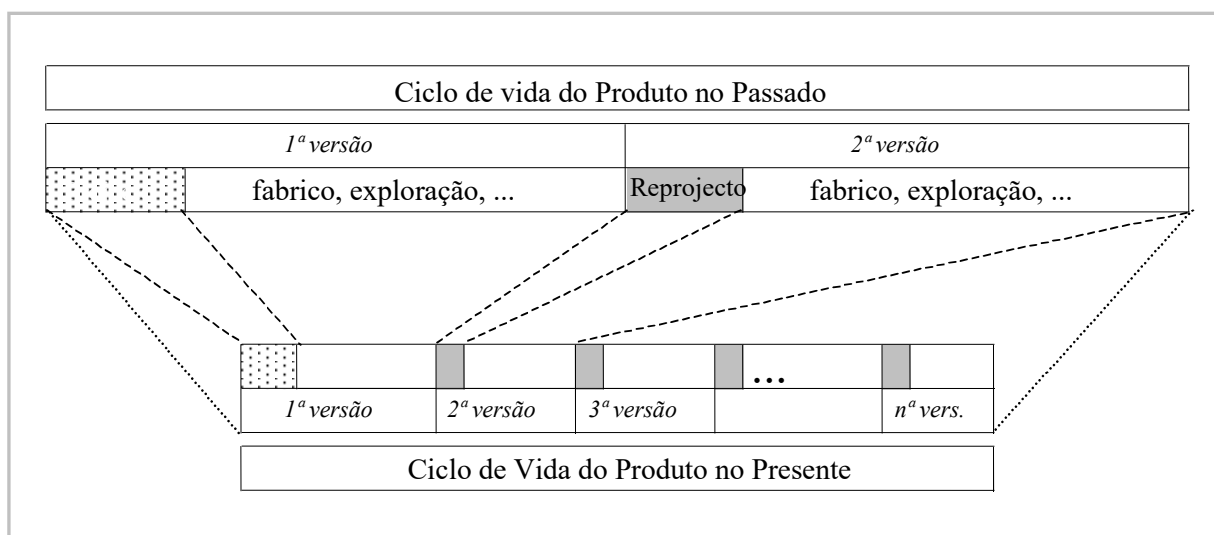 Ciclo de vida do Produto no Passado
1ª versão 2ª versão
fabrico, exploração, ... Reprojecto fabrico, exploração, ...
...
1ª versão 2ª versão 3ª versão nª vers.
Ciclo de Vida do Produto no Presente